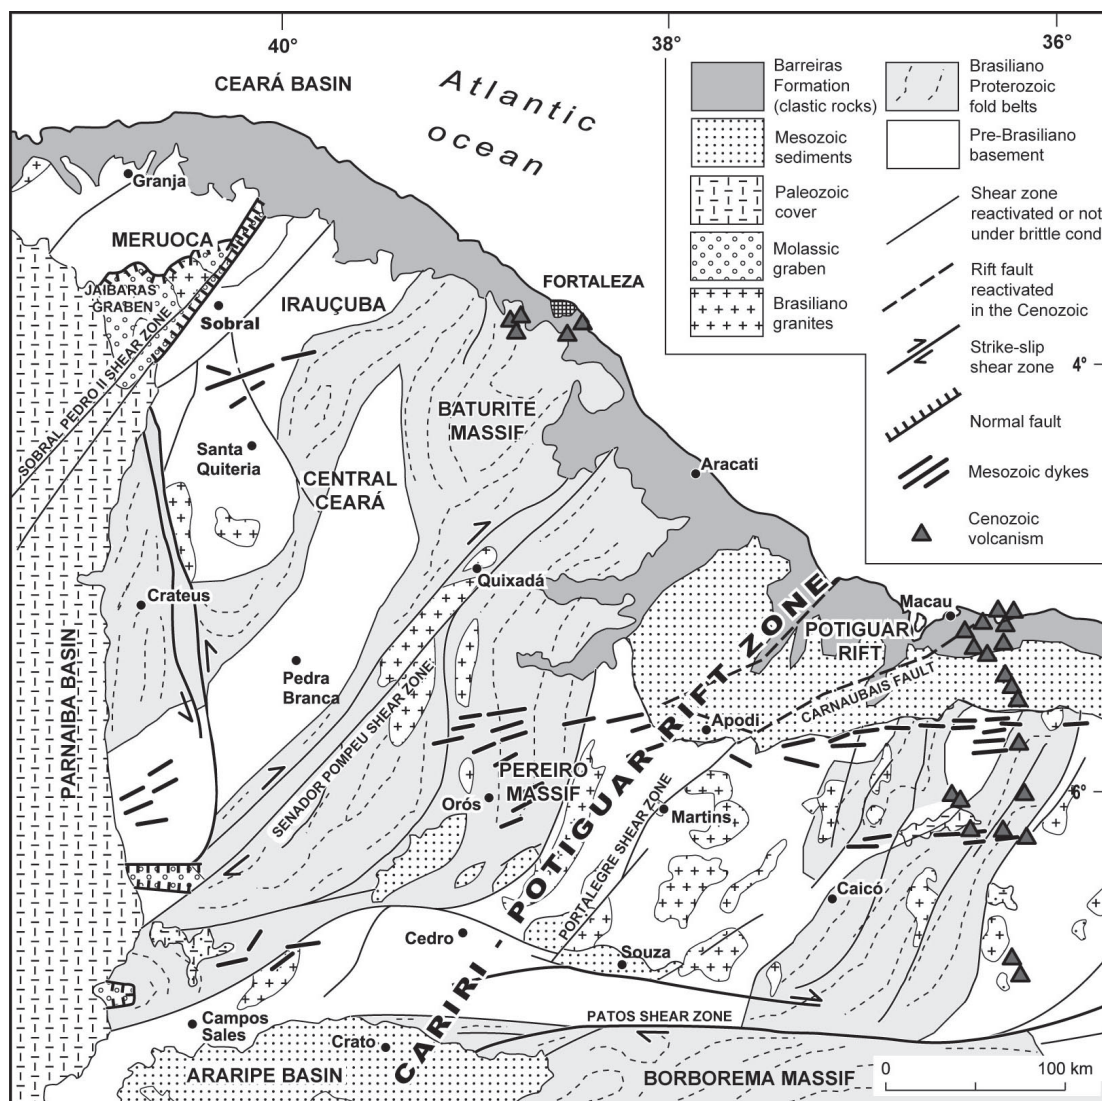 40°
38°
36°
CEARÁ BASIN
Atlantic
ocean
Barreiras
Formation
(clastic rocks)
Mesozoic
sediments
Paleozoic
cover
Molassic
graben
Brasiliano
granites
Brasiliano
Proterozoic
fold belts
Pre-Brasiliano
basement
Shear zone
reactivated or not
under brittle cond
Rift fault
reactivated
in the Cenozoic
Strike-slip
shear zone
4°
Normal fault
Mesozoic dykes
Cenozoic
volcanism
Granja
MERUOCA
JAIBARAS
GRABEN
Sobral
IRAUÇUBA
FORTALEZA
SOBRAL PEDRO II SHEAR ZONE
BATURITE
MASSIF
Santa
Quiteria
CENTRAL
CEARÁ
Aracati
Quixadá
Crateus
Macau
POTIGUAR
RIFT
CARNAUBAIS FAULT
Pedra
Branca
PARNAIBA BASIN
SENADOR POMPEU SHEAR ZONE
Apodi
PEREIRO
MASSIF
Orós
6°
Martins
PORTALEGRE SHEAR ZONE
Caicó
CARIRI - POTIGUAR RIFT ZONE
Cedro
Souza
Campos
Sales
PATOS SHEAR ZONE
Crato
ARARIPE BASIN
BORBOREMA MASSIF
0
100 km